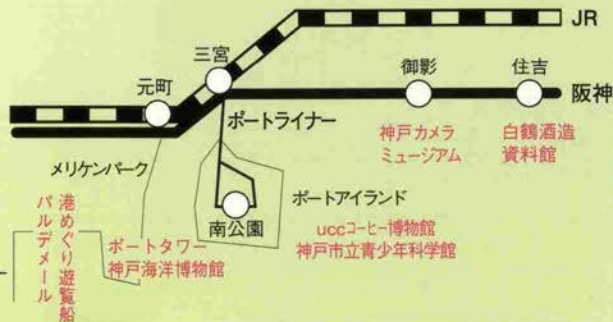 JR
三宮
元町
御影
住吉
阪神
ポートライナー
神戸カメラ
ミュージアム
白鶴酒造
資料館
メリケンパーク
ポートアイランド
南公園
uccコーヒー博物館
神戸市立青少年科学館
港めぐり遊覧船
バルデメール
ポートタワー
神戸海洋博物館